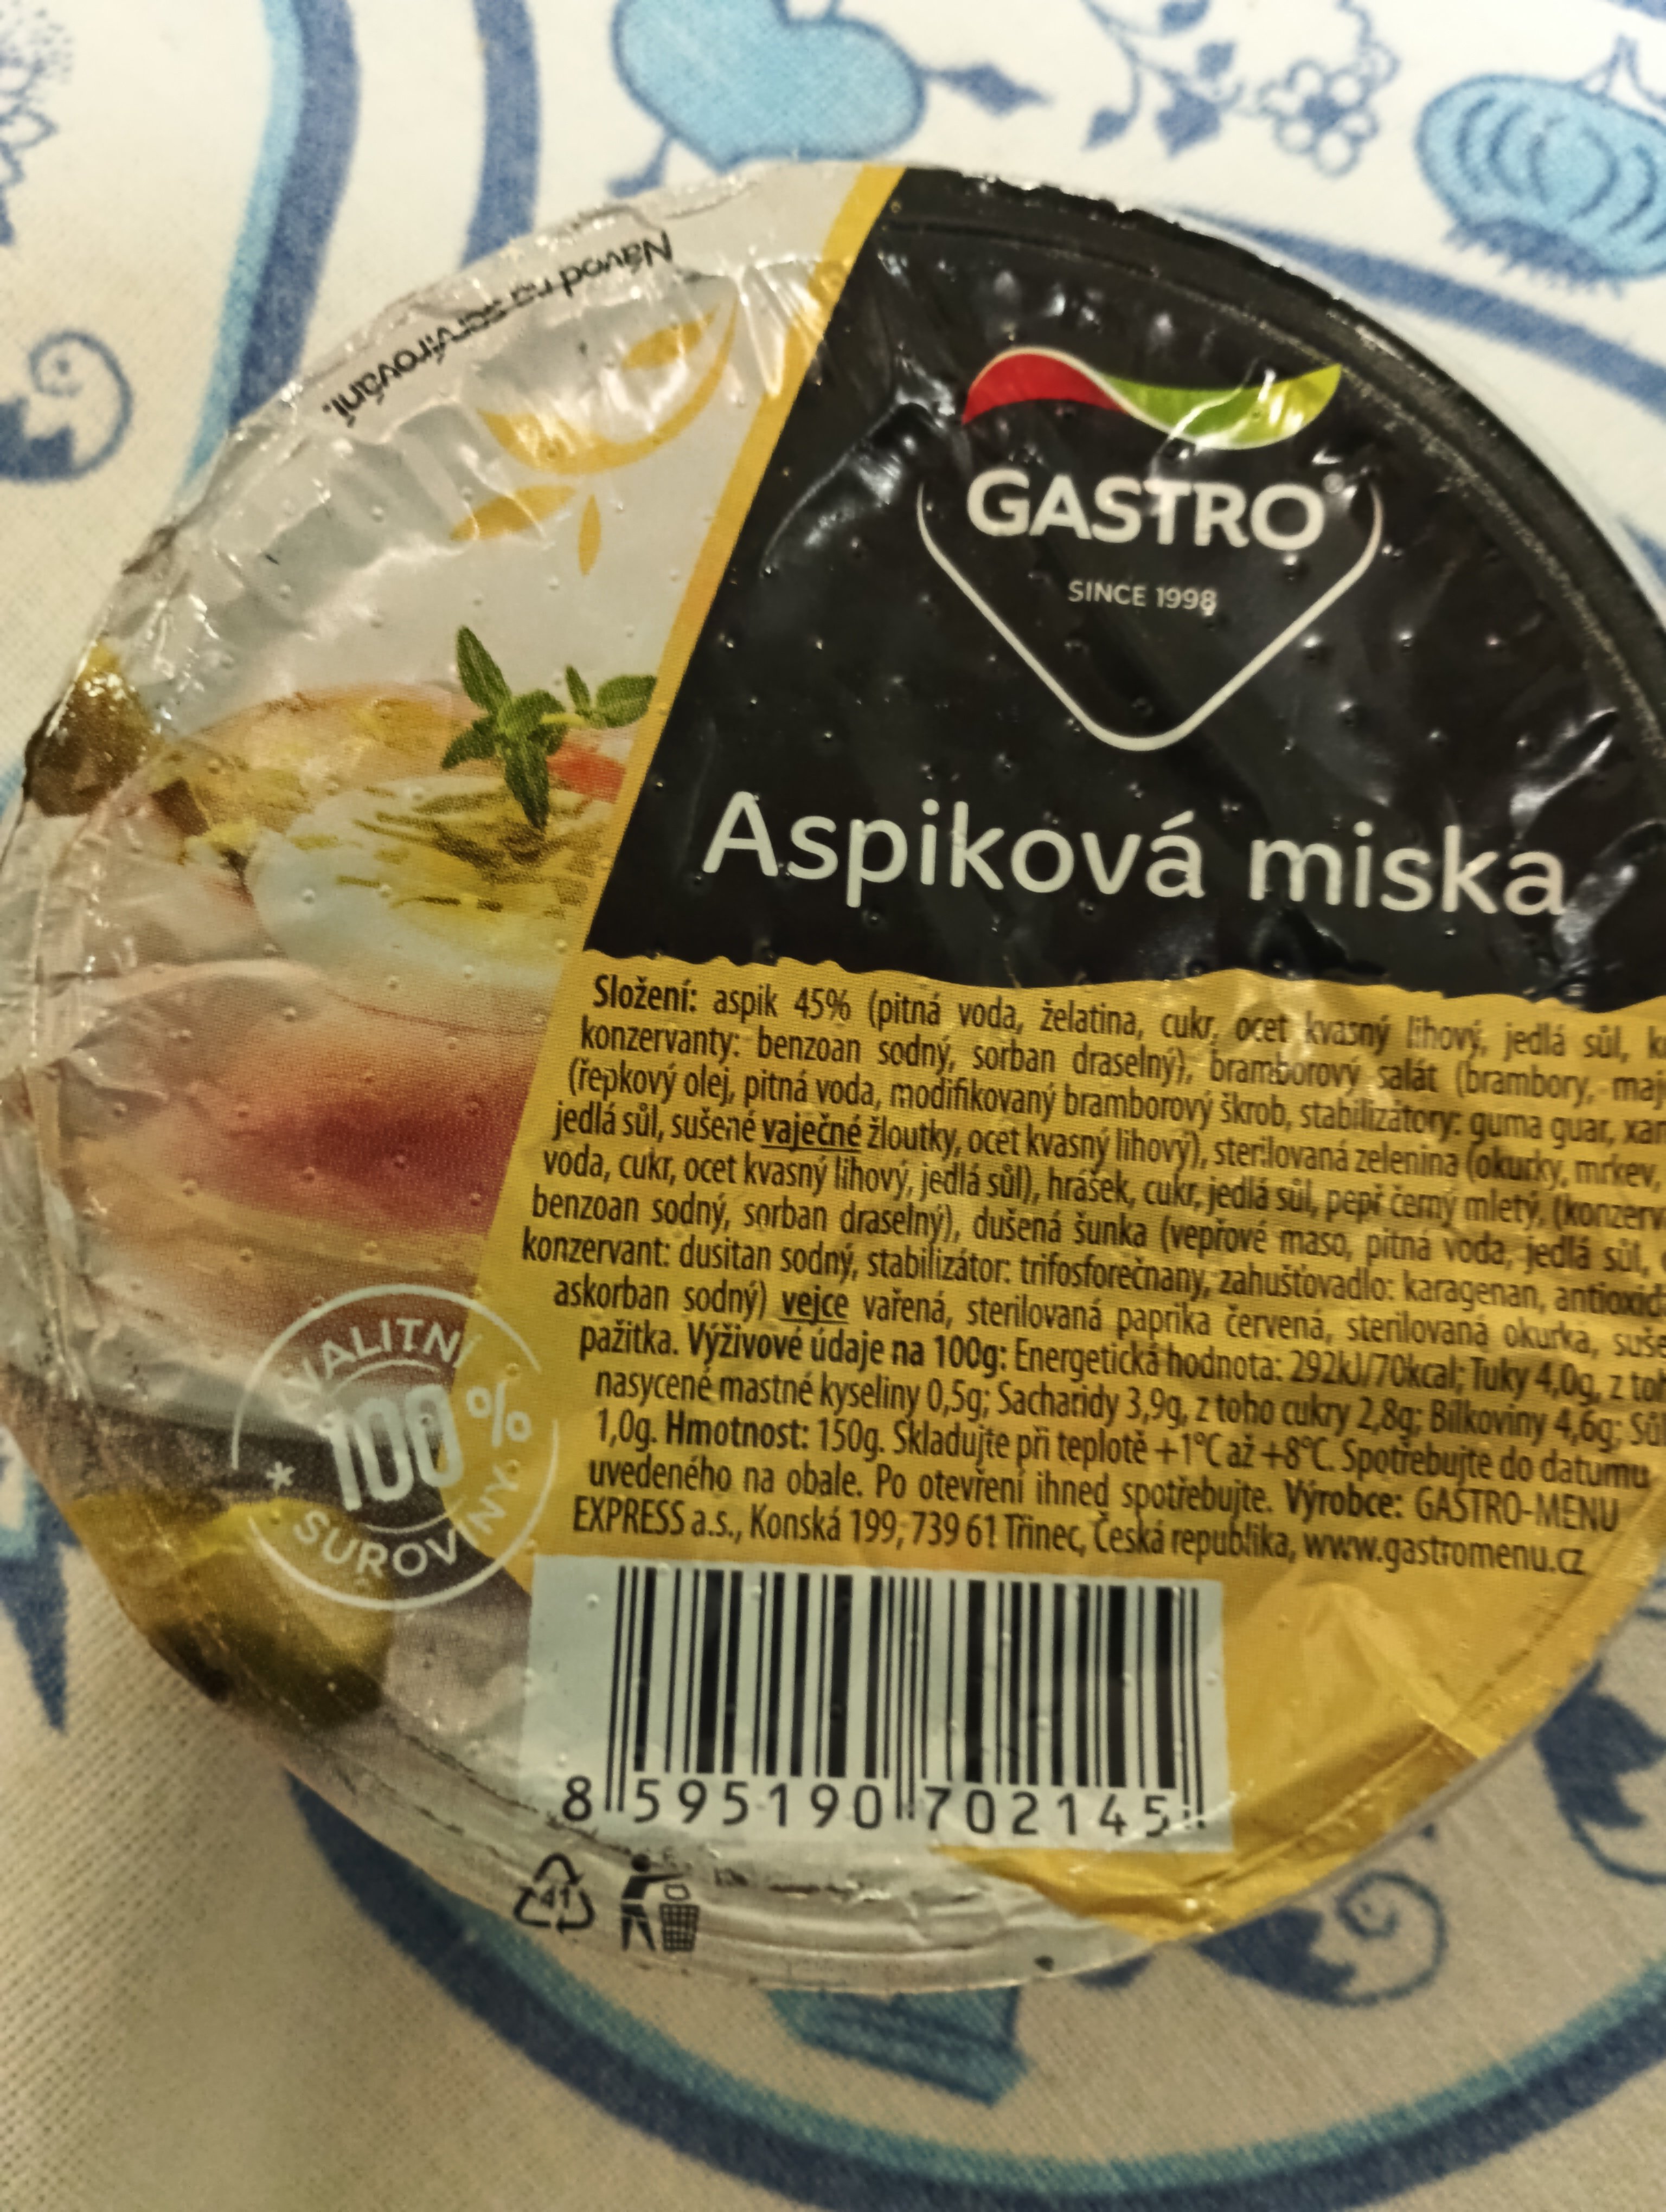 Návod na servírování.
GASTRO®
SINCE 1998
Aspiková miska
Složení: aspik 45% (pitná voda, želatina, cukr, ocet kvasný lihový, jedlá sůl,
konzervanty: benzoan sodný, sorban draselný), bramborový salát (brambory,
(řepkový olej, pitná voda, modifikovaný bramborový škrob, stabilizátory: guma guar,
jedlá sůl, sušené vaječné žloutky, ocet kvasný lihový), sterilovaná zelenina (okurky, mrkev,
voda, cukr, ocet kvasný lihový, jedlá sůl), hrášek, cukr, jedlá sůl, pepř černý mletý,
benzoan sodný, sorban draselný), dušená šunka (vepřové maso, pitná voda, jedlá sůl,
konzervant: dusitan sodný, stabilizátor: trifosforečnany, zahušťovadlo: karagenan,
askorban sodný) vejce vařená, sterilovaná paprika červená, sterilovaná okurka,
pažitka. Výživové údaje na 100g: Energetická hodnota: 292kJ/70kcal; Tuky 4,0g, z
nasycené mastné kyseliny 0,5g; Sacharidy 3,9g, z toho cukry 2,8g; Bílkoviny 4,6g; Sůl
1,0g. Hmotnost: 150g. Skladujte při teplotě +1°C až +8°C. Spotřebujte do datumu
uvedeného na obale. Po otevření ihned spotřebujte. Výrobce: GASTRO-MENU
EXPRESS a.s., Konská 199, 739 61 Třinec, Česká republika, www.gastromenu.cz
KVALITNÍ
100%
* SUROVINY *
8 595190 702145
41